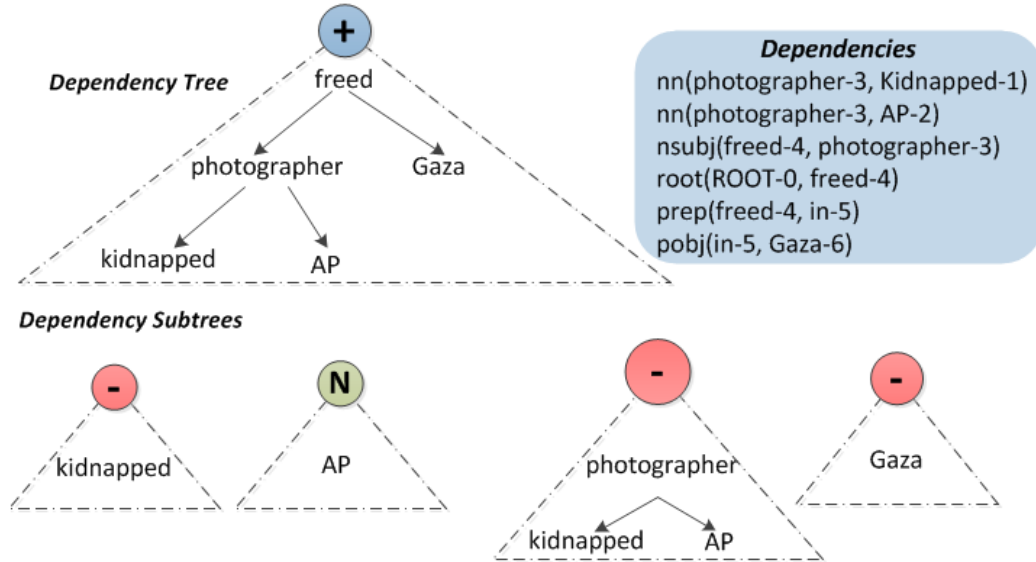 +
Dependency Tree
freed
photographer
Gaza
kidnapped
AP
Dependencies
nn(photographer-3, Kidnapped-1)
nn(photographer-3, AP-2)
nsubj(freed-4, photographer-3)
root(ROOT-0, freed-4)
prep(freed-4, in-5)
pobj(in-5, Gaza-6)
Dependency Subtrees
-
kidnapped
N
AP
-
photographer
kidnapped
AP
-
Gaza